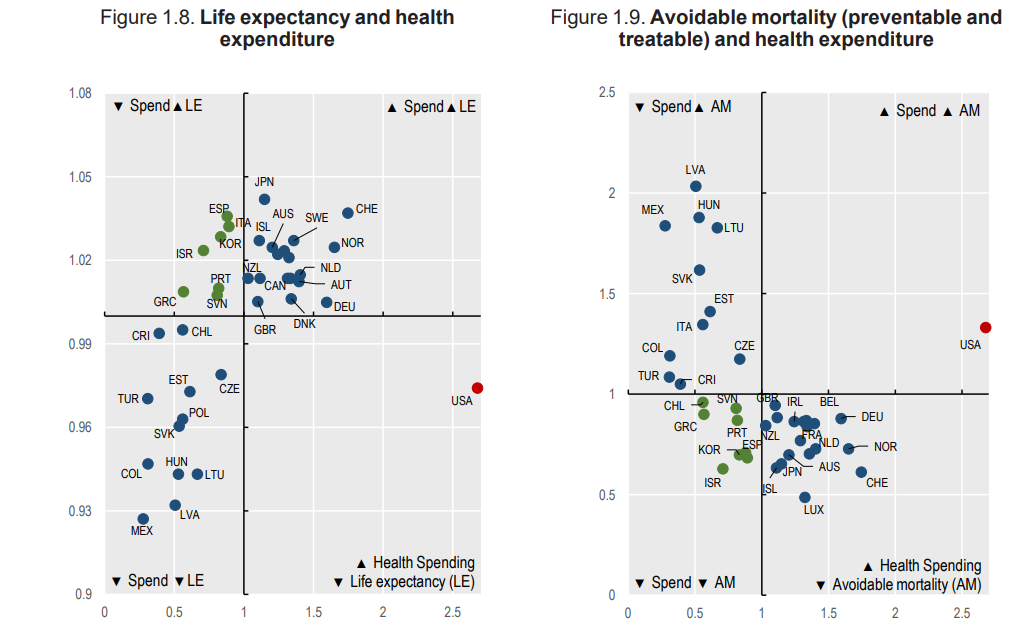 Figure 1.8. Life expectancy and health
expenditure
1.08
▼ Spend ▲ LE
▲ Spend ▲ LE
1.05
JPN
ESP
ITA
ISL
AUS
SWE
CHE
KOR
NOR
ISR
1.02
NZL
NLD
PRT
CAN
AUT
GRC
SVN
GBR
DNK
DEU
CRI
CHL
0.99
EST
CZE
TUR
USA
POL
0.96
SVK
COL
HUN
LTU
0.93
LVA
MEX
▲ Health Spending
▼ Spend ▼ LE
▼ Life expectancy (LE)
0.9
0 0.5 1 1.5 2 2.5
Figure 1.9. Avoidable mortality (preventable and
treatable) and health expenditure
2.5
▼ Spend ▲ AM
▲ Spend ▲ AM
LVA
2
MEX
HUN
LTU
SVK
1.5
EST
ITA
USA
COL
CZE
TUR
CRI
1
CHL
SVN
GBR
IRL
BEL
GRC
DEU
PRT
NZL
FRA
KOR
ESP
NLD
NOR
ISR
JPN
AUS
ISL
CHE
0.5
LUX
▲ Health Spending
▼ Spend ▼ AM
▼ Avoidable mortality (AM)
0
0 0.5 1 1.5 2 2.5